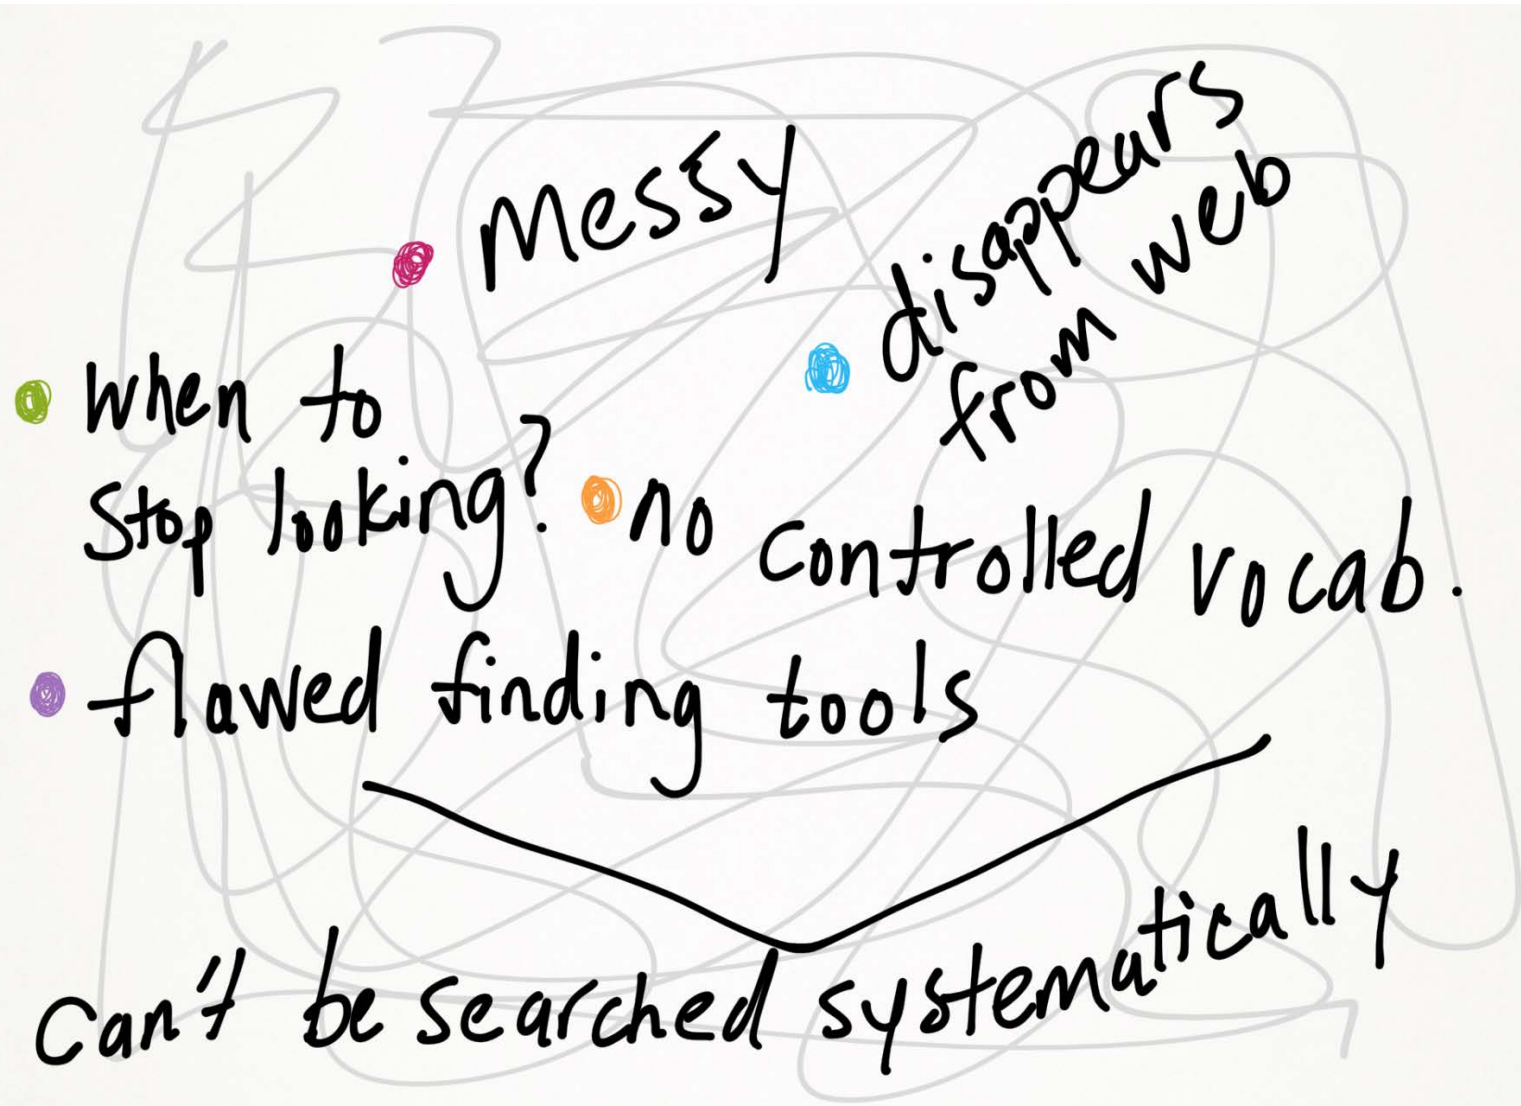 messy
disappears
from web
when to
stop looking?
no controlled vocab.
flawed finding tools
can't be searched systematically